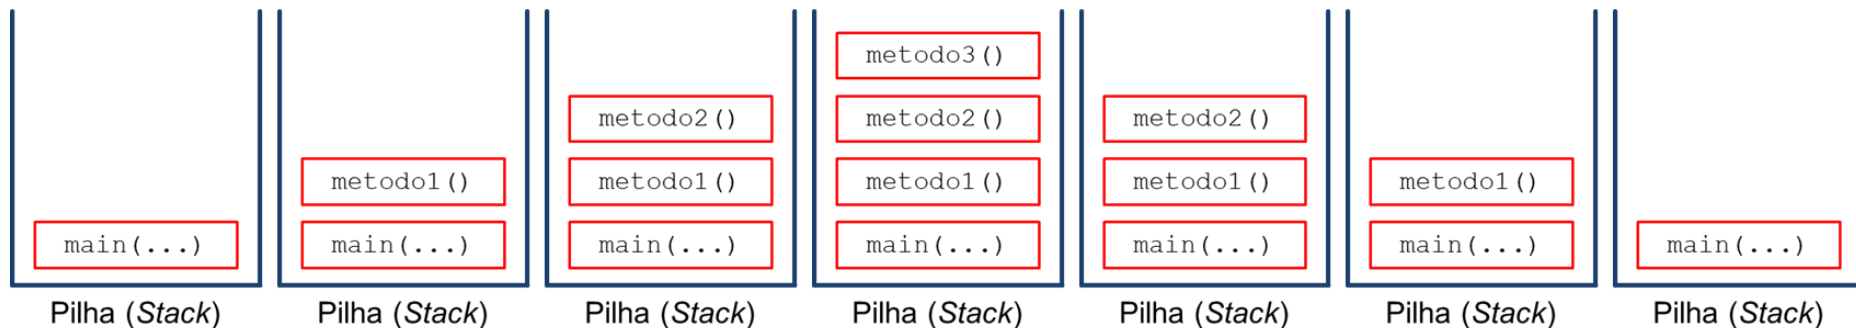 main(...)
Pilha (Stack)
metodo1()
main(...)
Pilha (Stack)
metodo2()
metodo1()
main(...)
Pilha (Stack)
metodo3()
metodo2()
metodo1()
main(...)
Pilha (Stack)
metodo2()
metodo1()
main(...)
Pilha (Stack)
metodo1()
main(...)
Pilha (Stack)
main(...)
Pilha (Stack)